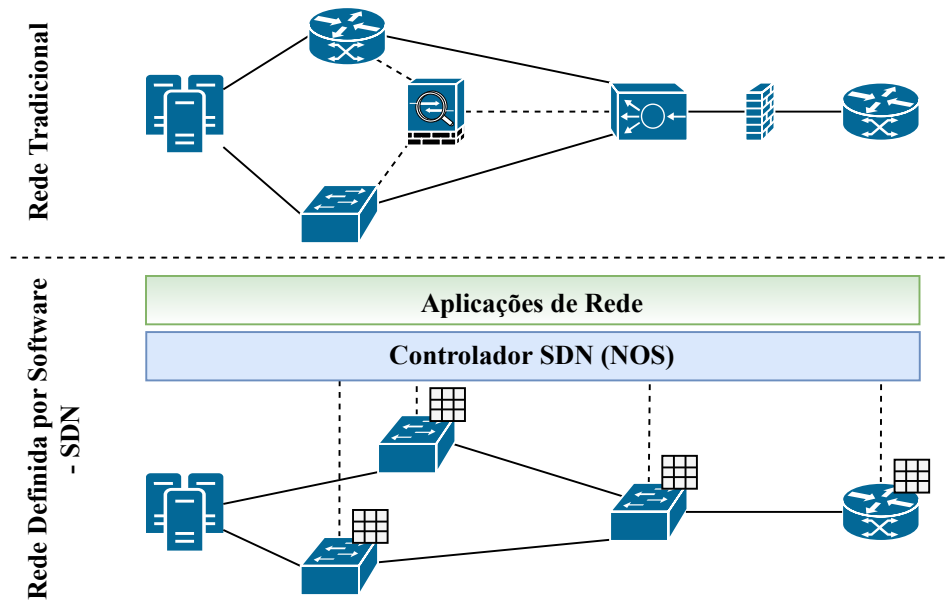 Rede Tradicional
Aplicações de Rede
Controlador SDN (NOS)
Rede Definida por Software
- SDN